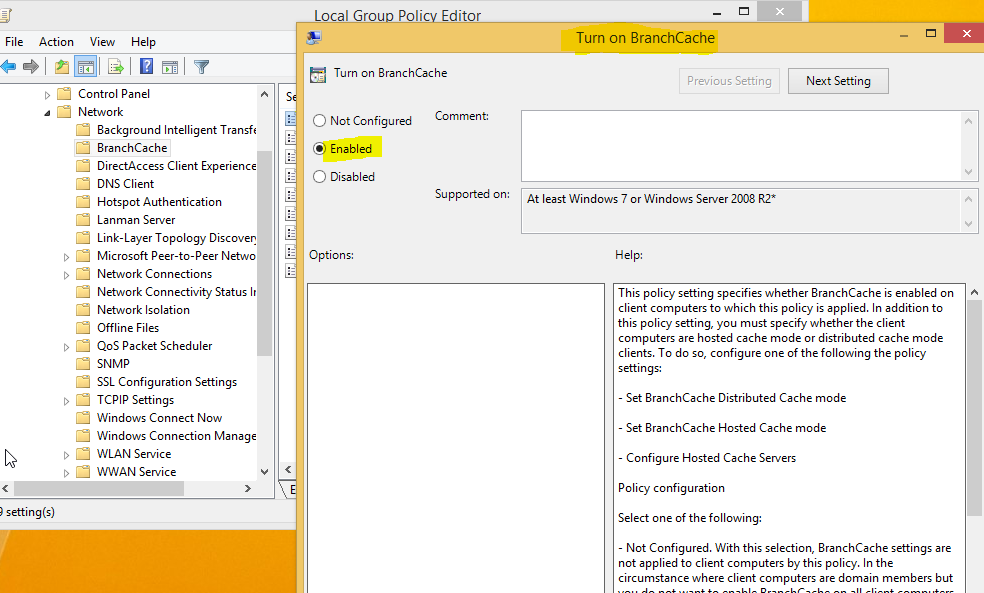 Local Group Policy Editor
File Action View Help
Control Panel
Network
Background Intelligent Transfe
BranchCache
DirectAccess Client Experience
DNS Client
Hotspot Authentication
Lanman Server
Link-Layer Topology Discovery
Microsoft Peer-to-Peer Netwo
Network Connections
Network Connectivity Status In
Network Isolation
Offline Files
QoS Packet Scheduler
SNMP
SSL Configuration Settings
TCPIP Settings
Windows Connect Now
Windows Connection Manage
WLAN Service
WWAN Service
9 setting(s)
Se
E
Turn on BranchCache
Turn on BranchCache
Previous Setting
Next Setting
Not Configured
Enabled
Disabled
Comment:
Supported on:
At least Windows 7 or Windows Server 2008 R2*
Options:
Help:
This policy setting specifies whether BranchCache is enabled on
client computers to which this policy is applied. In addition to
this policy setting, you must specify whether the client
computers are hosted cache mode or distributed cache mode
clients. To do so, configure one of the following the policy
settings:
- Set BranchCache Distributed Cache mode
- Set BranchCache Hosted Cache mode
- Configure Hosted Cache Servers
Policy configuration
Select one of the following:
- Not Configured. With this selection, BranchCache settings are
not applied to client computers by this policy. In the
circumstance where client computers are domain members but
you do not want to enable BranchCache on all client computers